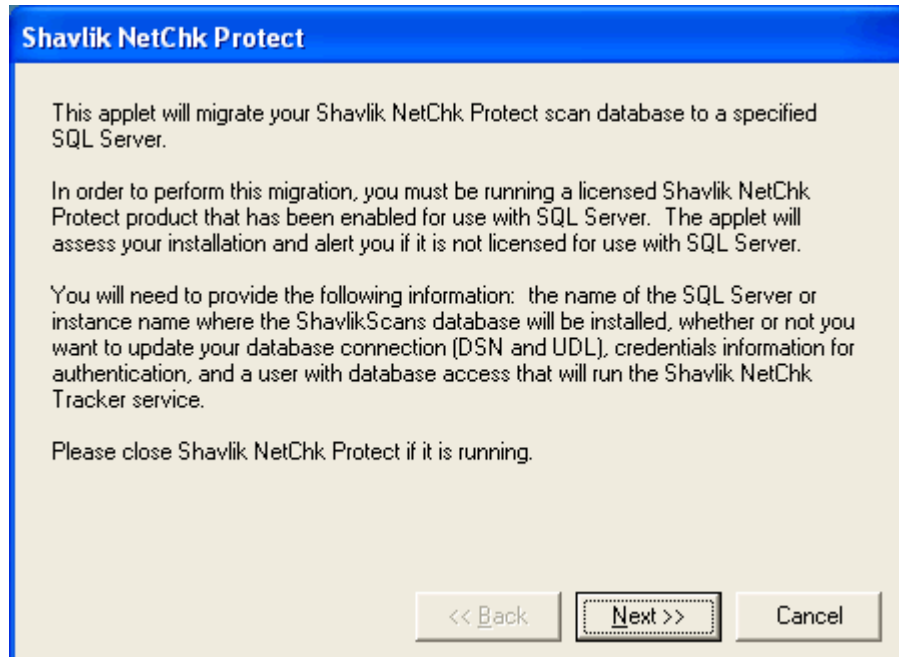 Shavlik NetChk Protect
This applet will migrate your Shavlik NetChk Protect scan database to a specified
SQL Server.
In order to perform this migration, you must be running a licensed Shavlik NetChk
Protect product that has been enabled for use with SQL Server.  The applet will
assess your installation and alert you if it is not licensed for use with SQL Server.
You will need to provide the following information:  the name of the SQL Server or
instance name where the ShavlikScans database will be installed, whether or not you
want to update your database connection (DSN and UDL), credentials information for
authentication, and a user with database access that will run the Shavlik NetChk
Tracker service.
Please close Shavlik NetChk Protect if it is running.
<< Back
Next >>
Cancel